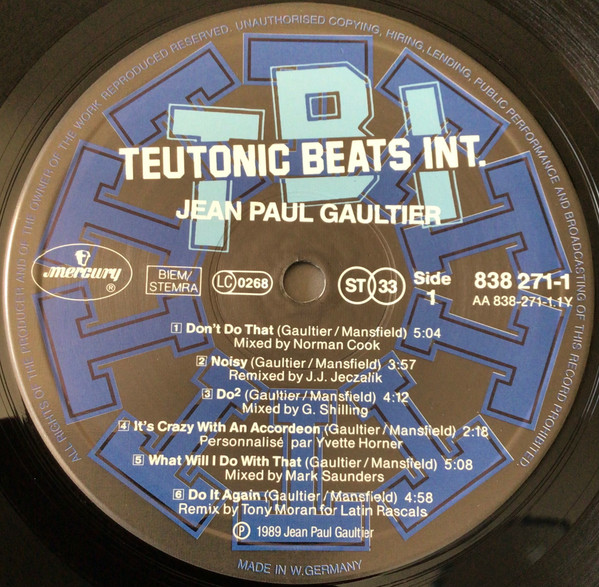 ALL RIGHTS OF THE PRODUCER AND OF THE OWNER OF THE WORK REPRODUCED RESERVED. UNAUTHORISED COPYING, HIRING, LENDING, PUBLIC PERFORMANCE AND BROADCASTING OF THIS RECORD PROHIBITED.
TBI
TEUTONIC BEATS INT.
JEAN PAUL GAULTIER
mercury ®
BIEM/
STEMRA
LC 0268
ST 33
Side
1
838 271-1
AA 838-271-1.1Y
1 Don't Do That (Gaultier/Mansfield) 5:04
Mixed by Norman Cook
2 Noisy (Gaultier/Mansfield) 3:57
Remixed by J.J. Jeczalik
3 Do² (Gaultier/Mansfield) 4:12
Mixed by G. Shilling
4 It's Crazy With An Accordeon (Gaultier/Mansfield) 2:18
Personnalisé par Yvette Horner
5 What Will I Do With That (Gaultier/Mansfield) 5:08
Mixed by Mark Saunders
6 Do It Again (Gaultier/Mansfield) 4:58
Remix by Tony Moran for Latin Rascals
Ⓟ 1989 Jean Paul Gaultier
MADE IN W. GERMANY